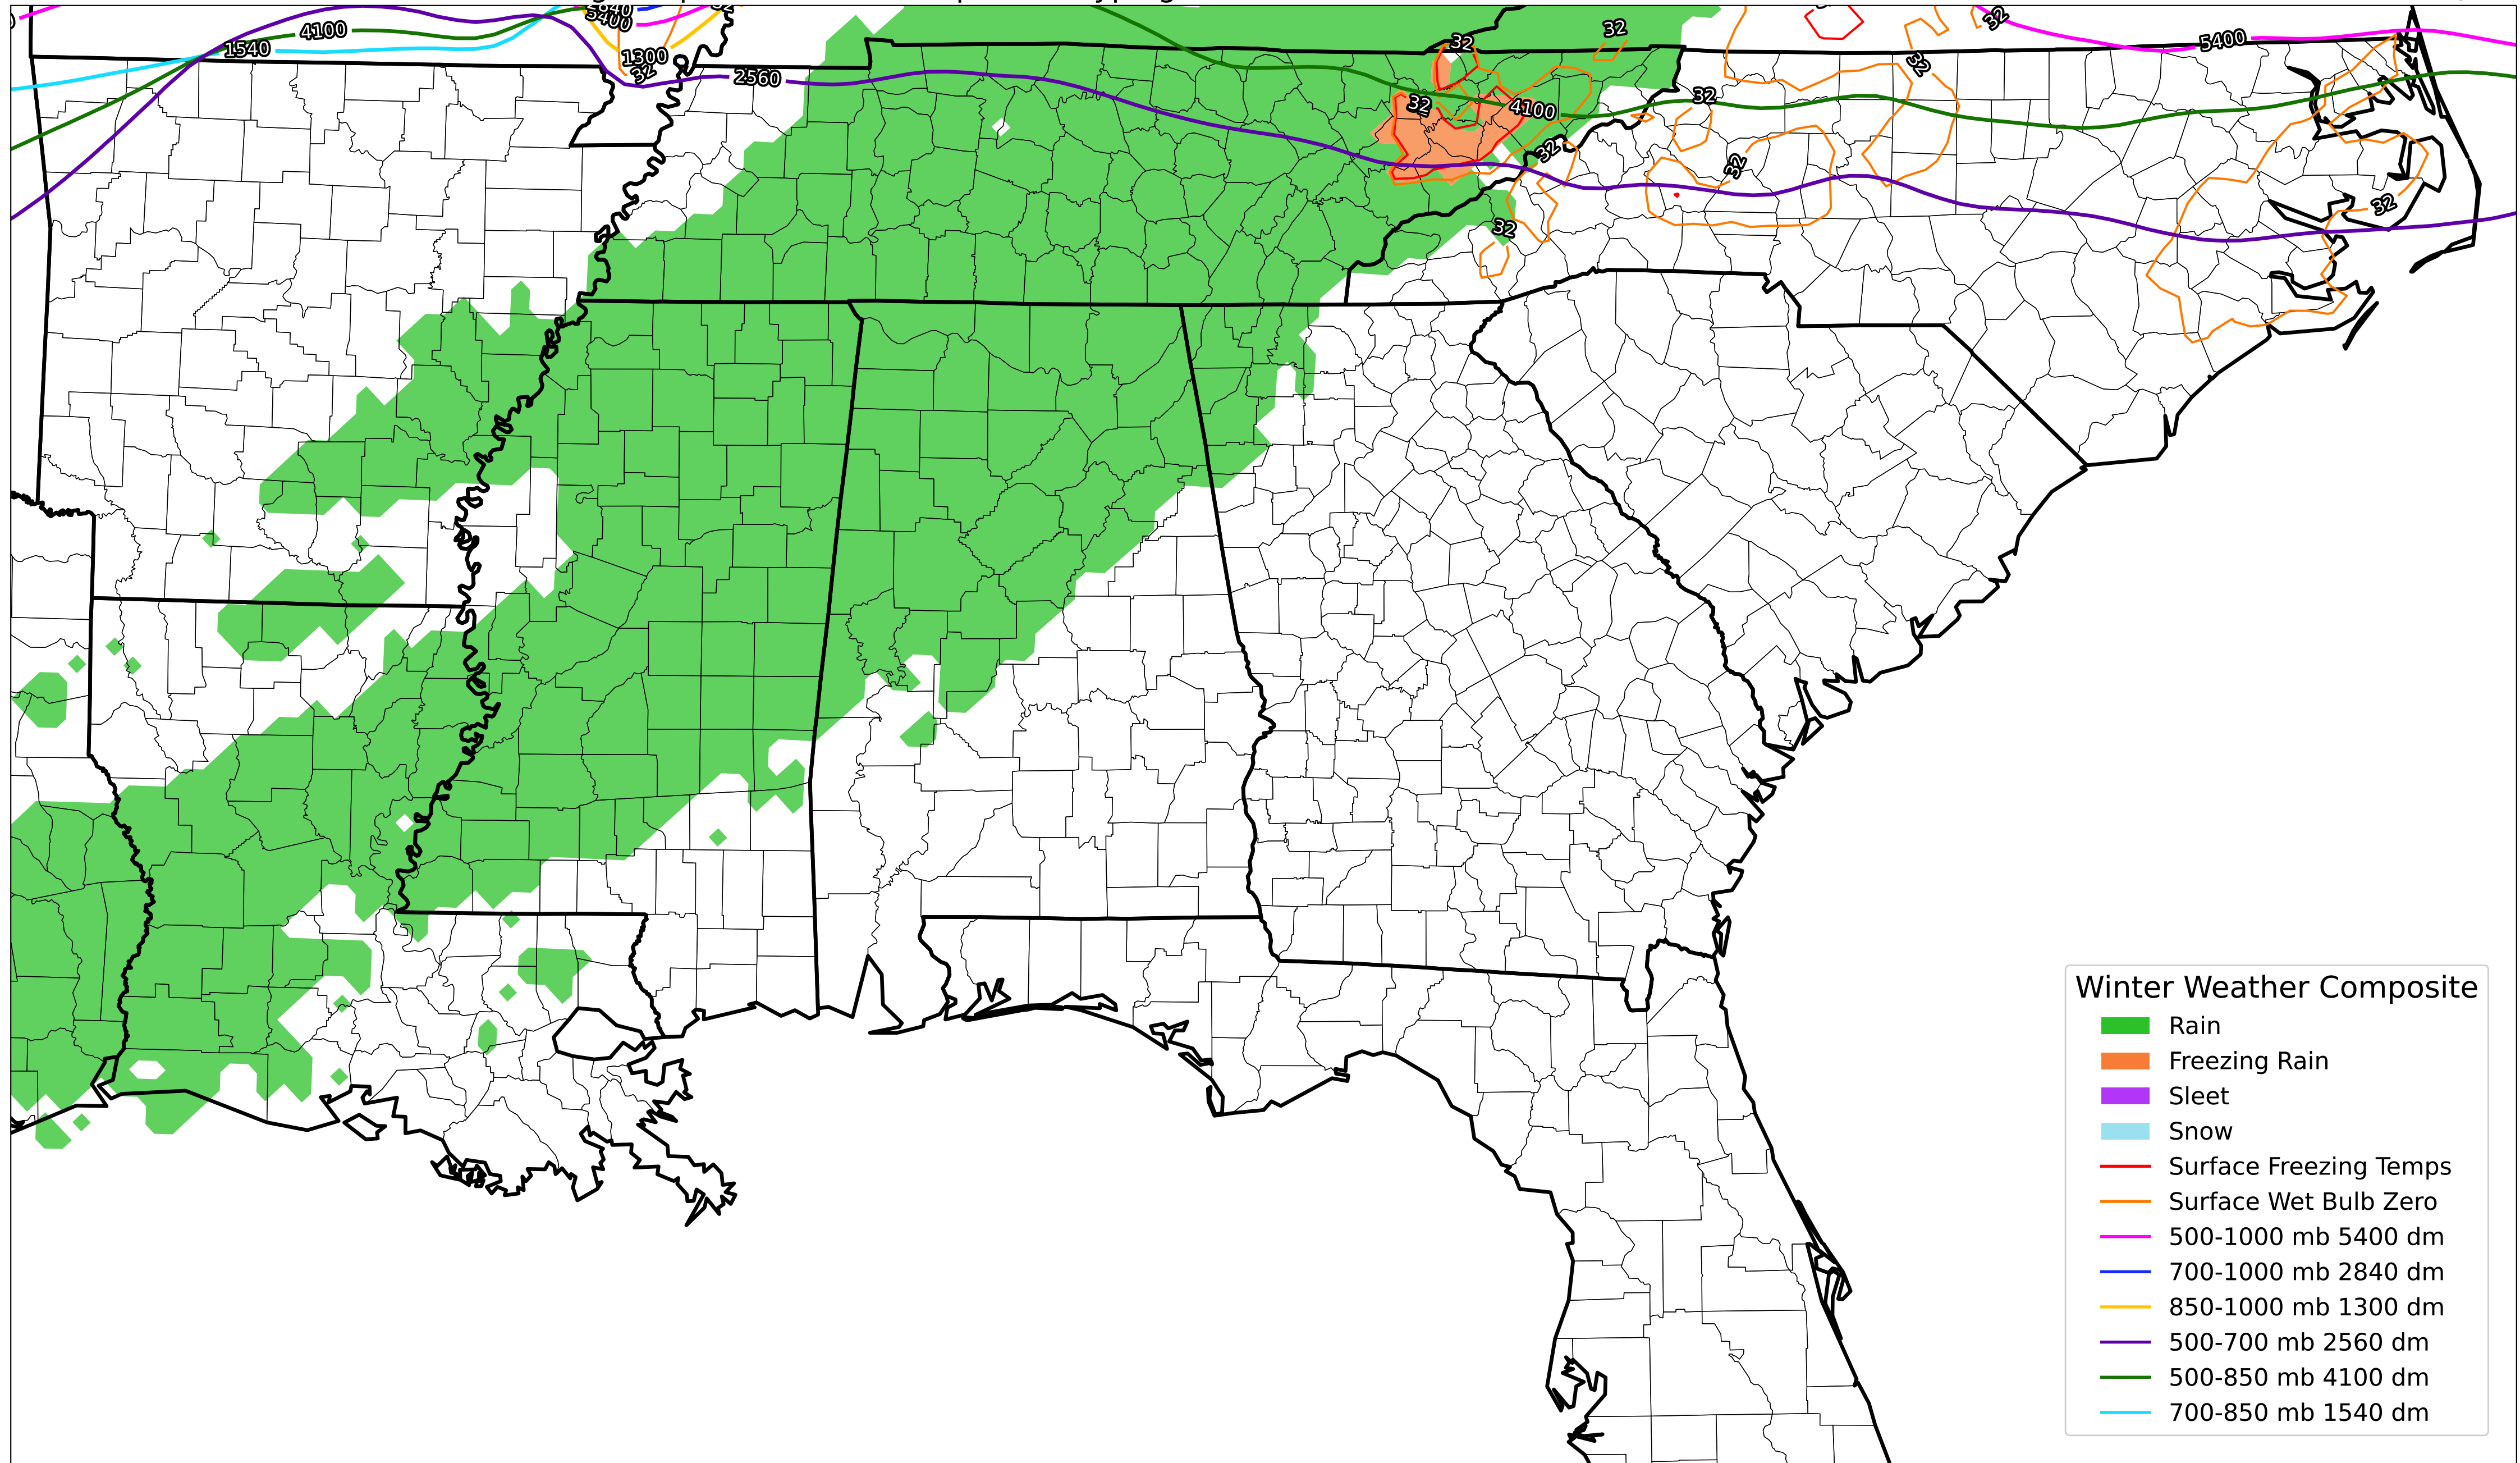 32
32
5400
32
5400
4100
1540
1300
32
2560
32
32
4100
32
32
32
32
32
Winter Weather Composite
Rain
Freezing Rain
Sleet
Snow
Surface Freezing Temps
Surface Wet Bulb Zero
500-1000 mb 5400 dm
700-1000 mb 2840 dm
850-1000 mb 1300 dm
500-700 mb 2560 dm
500-850 mb 4100 dm
700-850 mb 1540 dm